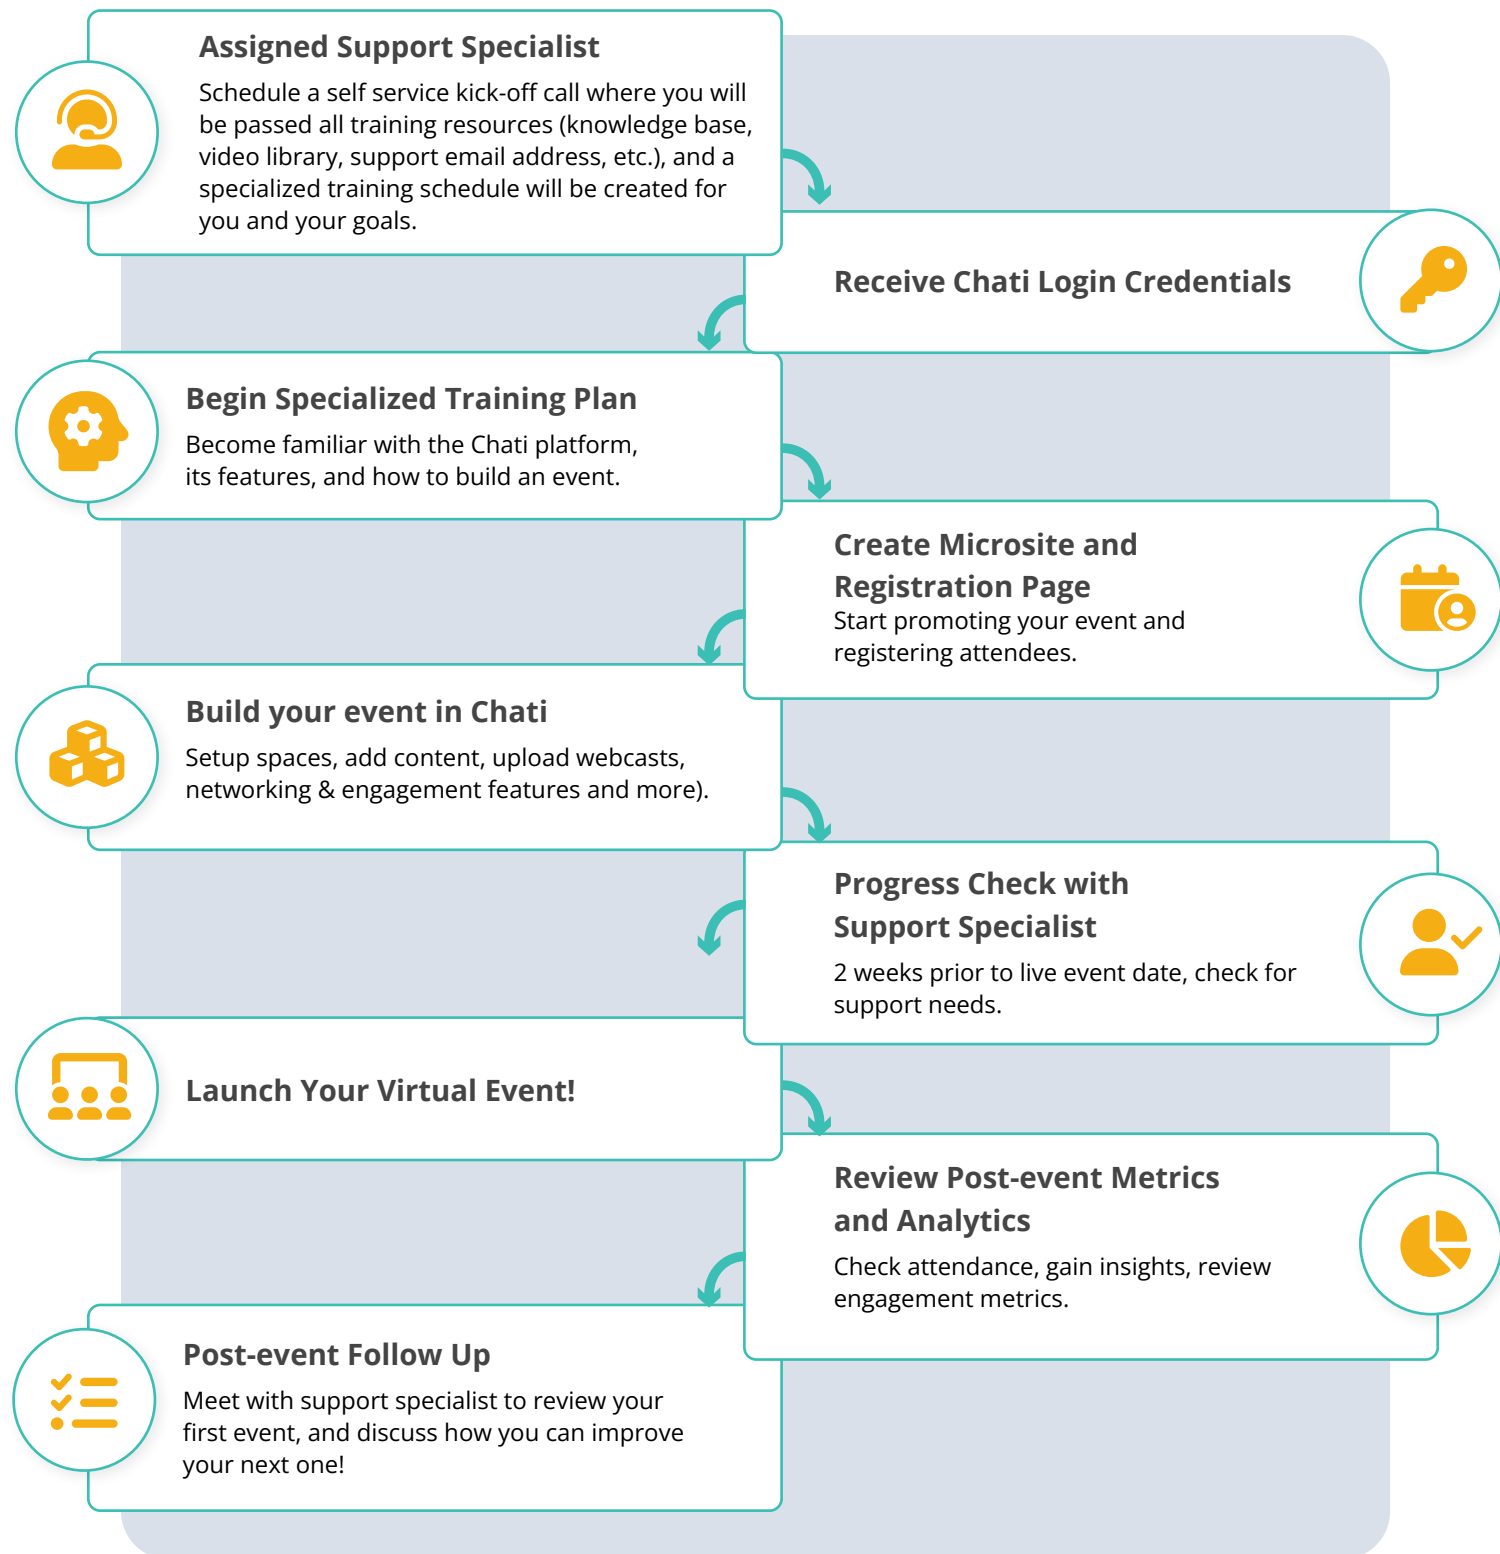 Assigned Support Specialist
Schedule a self service kick-off call where you will
be passed all training resources (knowledge base,
video library, support email address, etc.), and a
specialized training schedule will be created for
you and your goals.
Receive Chati Login Credentials
Begin Specialized Training Plan
Become familiar with the Chati platform,
its features, and how to build an event.
Create Microsite and
Registration Page
Start promoting your event and
registering attendees.
Build your event in Chati
Setup spaces, add content, upload webcasts,
networking & engagement features and more).
Progress Check with
Support Specialist
2 weeks prior to live event date, check for
support needs.
Launch Your Virtual Event!
Review Post-event Metrics
and Analytics
Check attendance, gain insights, review
engagement metrics.
Post-event Follow Up
Meet with support specialist to review your
first event, and discuss how you can improve
your next one!